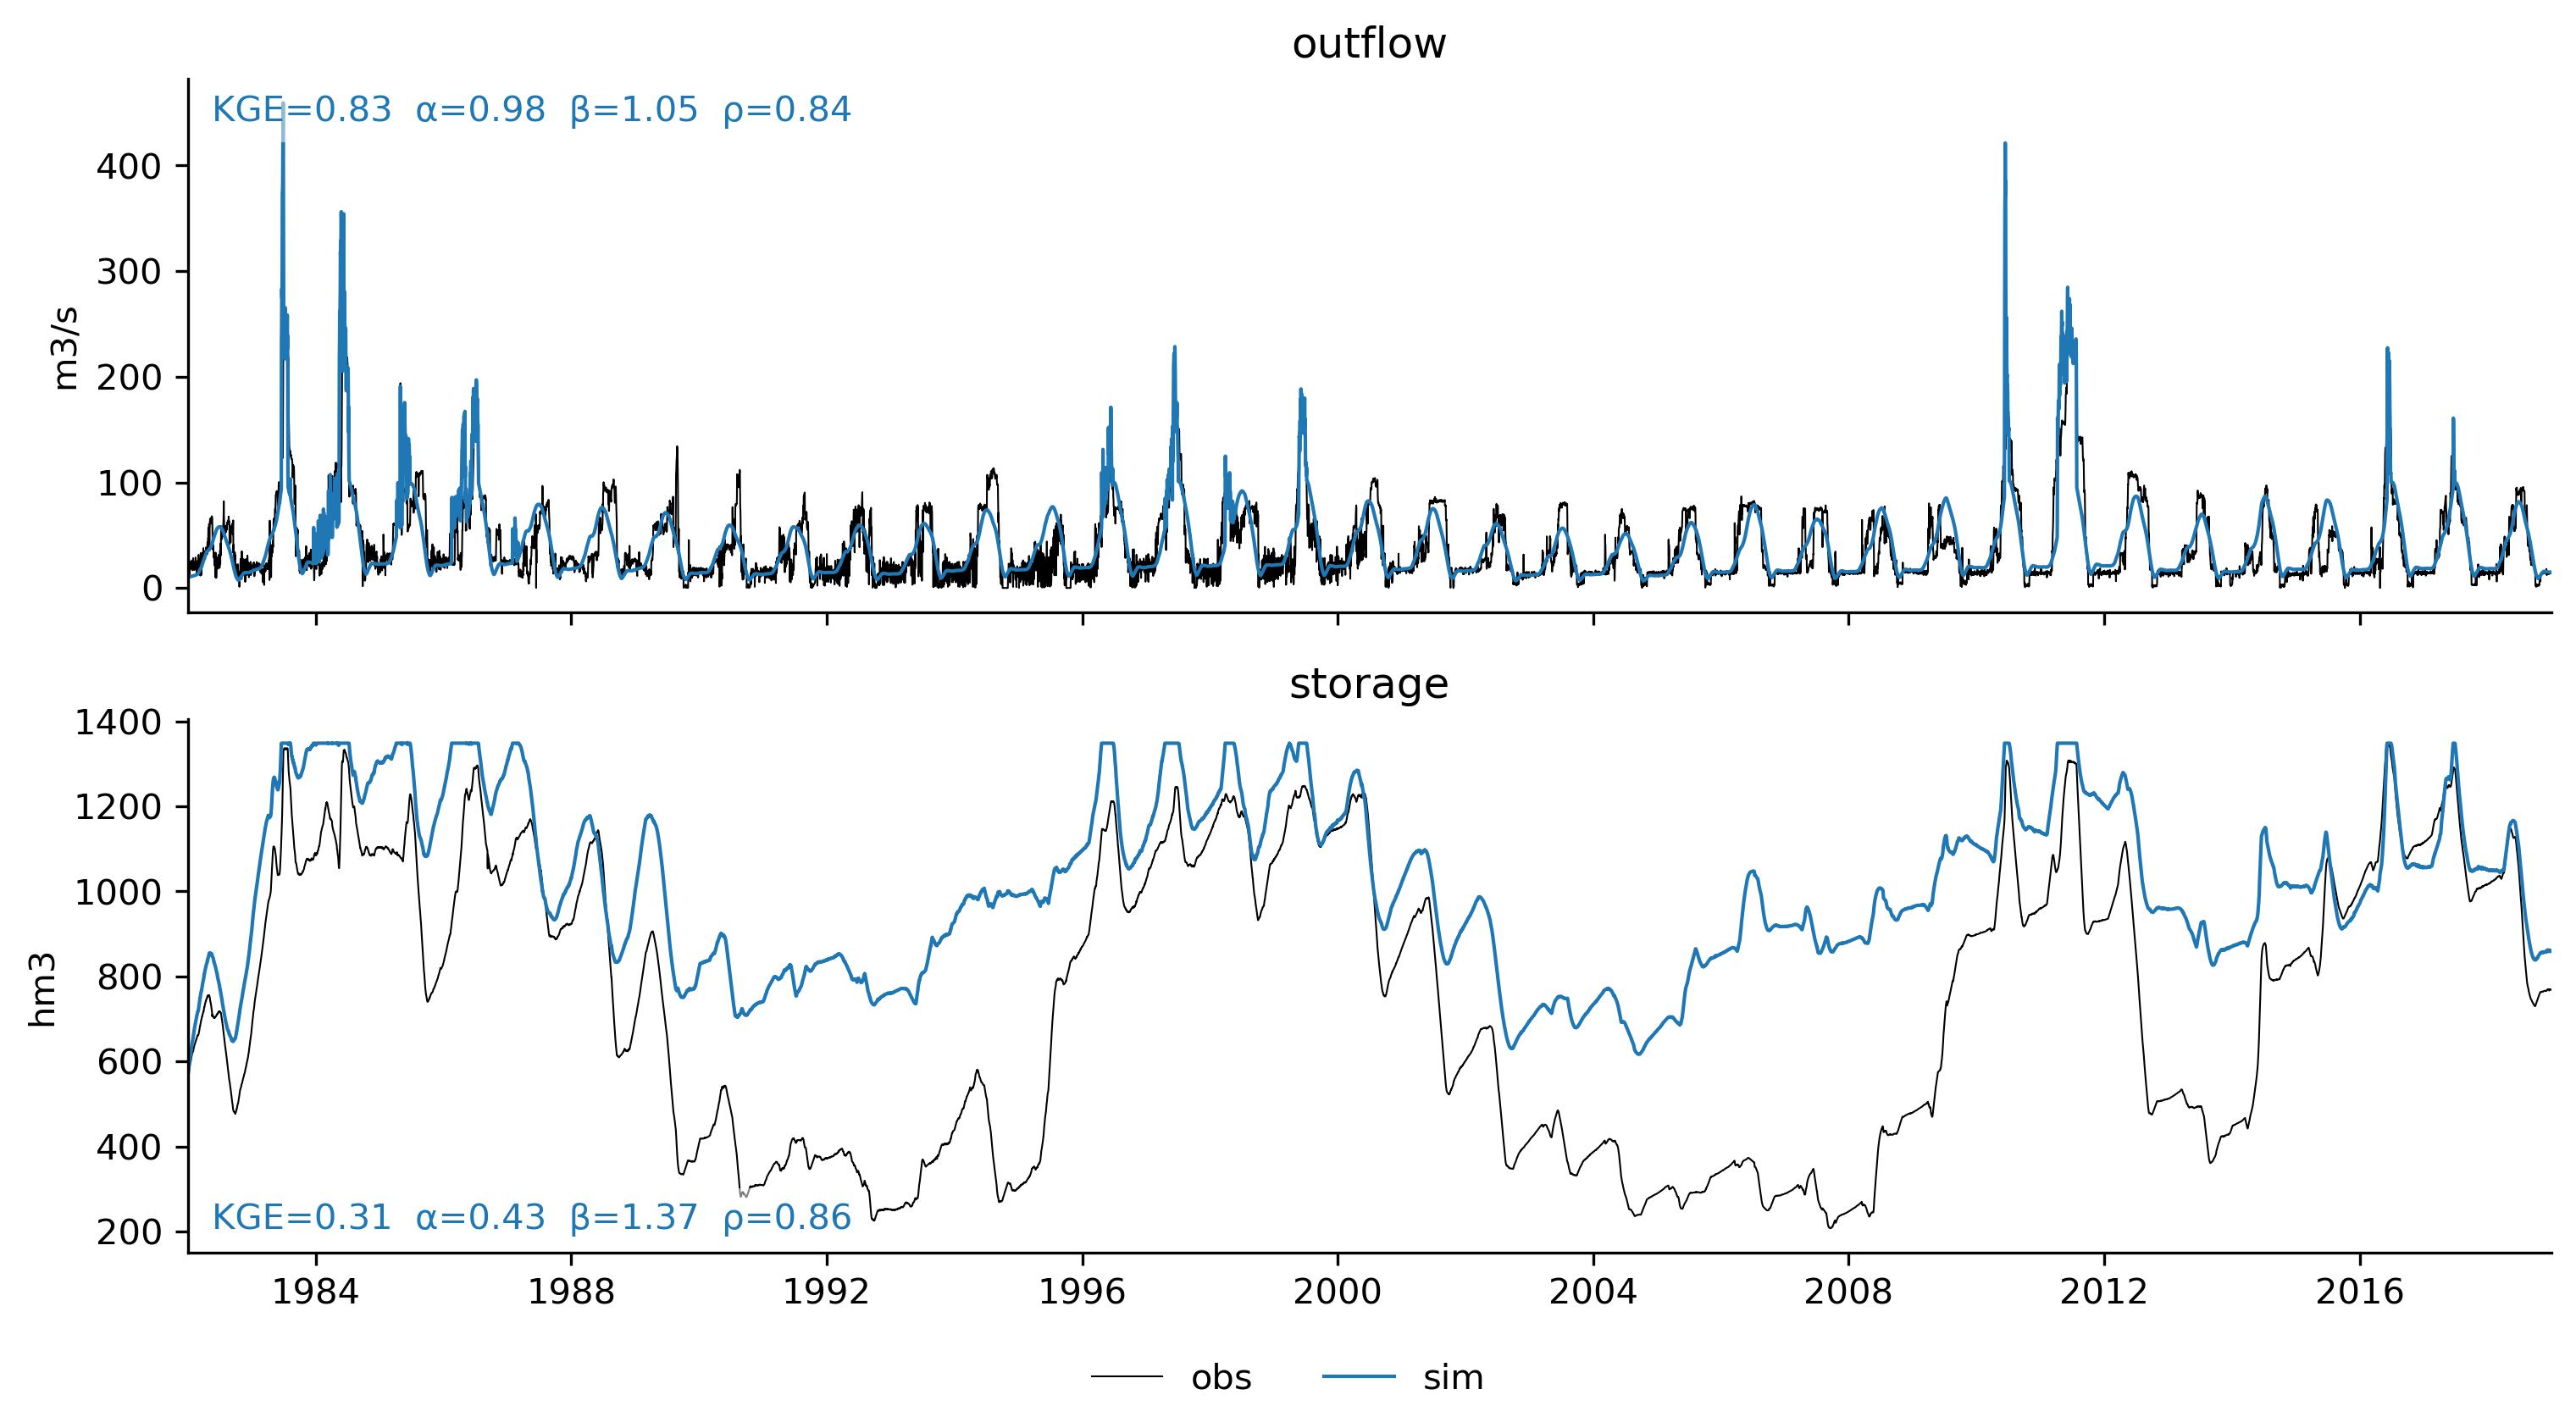 outflow
KGE=0.83 α=0.98 β=1.05 ρ=0.84
400
300
200
100
0
m3/s
storage
1400
1200
1000
800
600
400
200
hm3
KGE=0.31 α=0.43 β=1.37 ρ=0.86
1984 1988 1992 1996 2000 2004 2008 2012 2016
obs sim